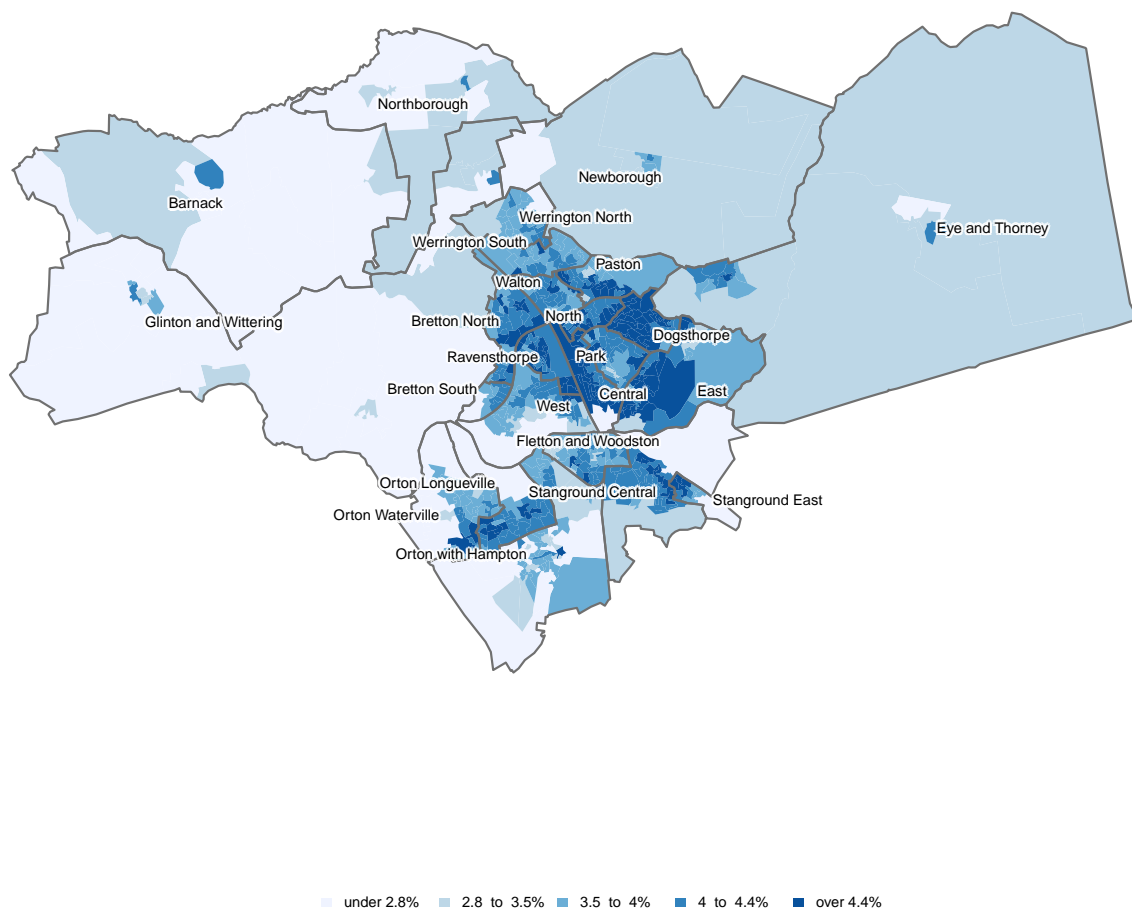 Northborough
Newborough
Barnack
Werrington North
Eye and Thorney
Werrington South
Paston
Walton
North
Glinton and Wittering
Bretton North
Dogsthorpe
Ravensthorpe
Park
Bretton South
Central
East
West
Fletton and Woodston
Orton Longueville
Stanground Central
Stanground East
Orton Waterville
Orton with Hampton
under 2.8% 2.8 to 3.5% 3.5 to 4% 4 to 4.4% over 4.4%